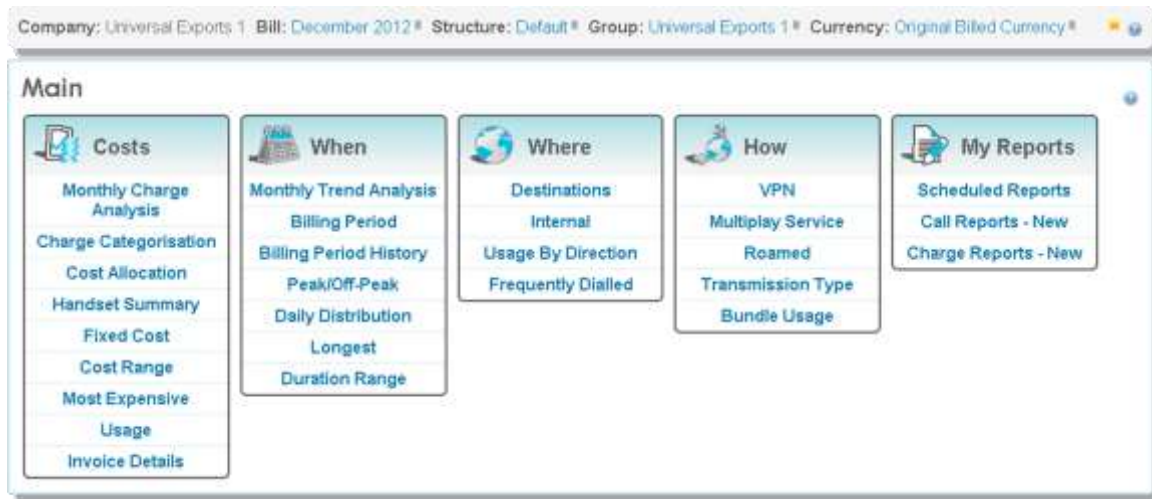 Company: Universal Exports 1 Bill: December 2012 Structure: Default Group: Universal Exports 1 Currency: Original Billed Currency
Main
Costs
Monthly Charge
Analysis
Charge Categorisation
Cost Allocation
Handset Summary
Fixed Cost
Cost Range
Most Expensive
Usage
Invoice Details
When
Monthly Trend Analysis
Billing Period
Billing Period History
Peak/Off-Peak
Daily Distribution
Longest
Duration Range
Where
Destinations
Internal
Usage By Direction
Frequently Dialled
How
VPN
Multiplay Service
Roamed
Transmission Type
Bundle Usage
My Reports
Scheduled Reports
Call Reports - New
Charge Reports - New